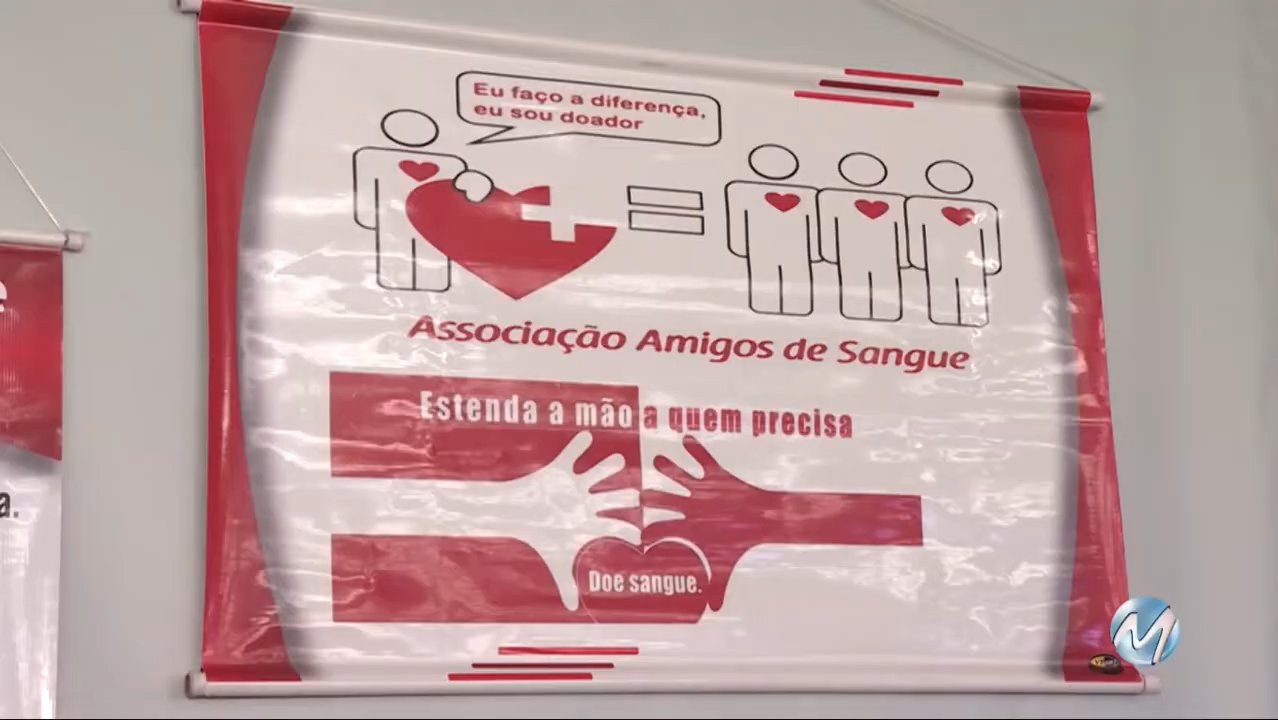 Eu faço a diferença,
eu sou doador
Associação Amigos de Sangue
Estenda a mão a quem precisa
Doe sangue.
e
a.
M